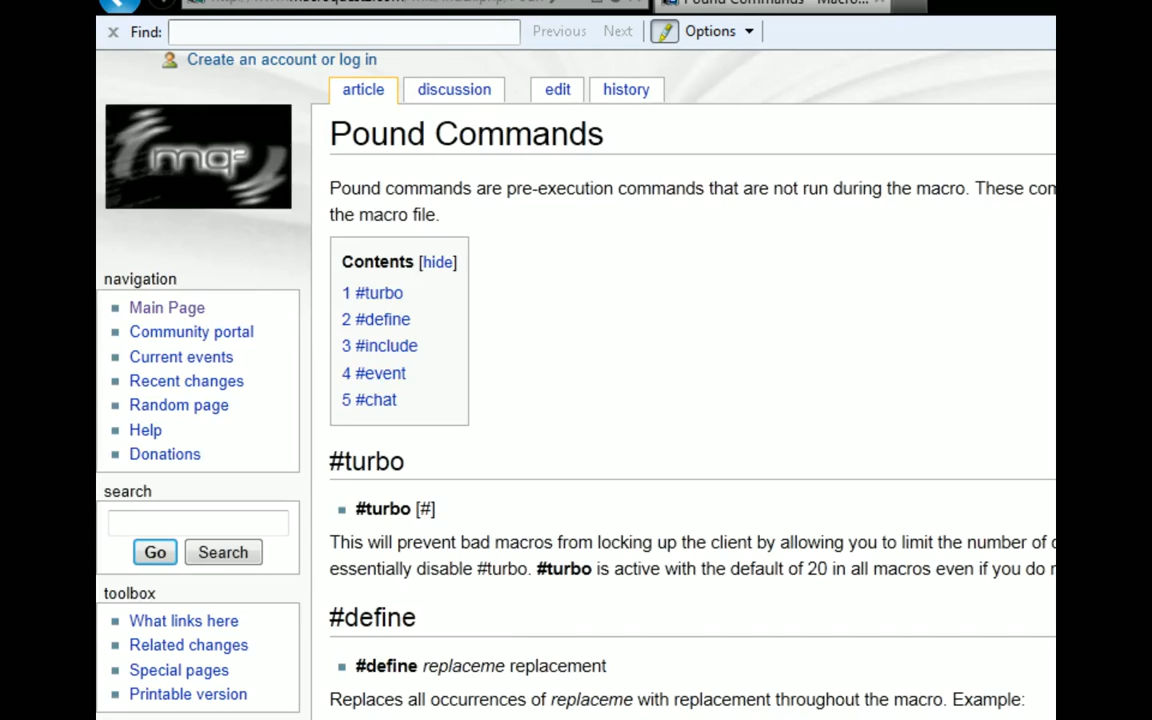 Find:
Previous Next Options
Create an account or log in
article discussion edit history
mq2
Pound Commands
Pound commands are pre-execution commands that are not run during the macro. These
the macro file.
Contents [hide]
1 #turbo
2 #define
3 #include
4 #event
5 #chat
navigation
Main Page
Community portal
Current events
Recent changes
Random page
Help
Donations
search
Go Search
toolbox
What links here
Related changes
Special pages
Printable version
#turbo
#turbo [#]
This will prevent bad macros from locking up the client by allowing you to limit the number of
essentially disable #turbo. #turbo is active with the default of 20 in all macros even if you do
#define
#define replaceme replacement
Replaces all occurrences of replaceme with replacement throughout the macro. Example: